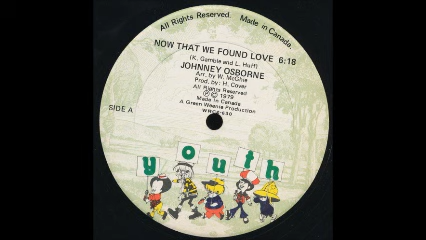 All Rights Reserved. Made in Canada.
NOW THAT WE FOUND LOVE 6:18
(K. Gamble and L. Huff)
JOHNNEY OSBORNE
Arr. by W. McGhie
Prod. by: H. Cover
All Rights Reserved
℗ © 1979
Made in Canada
A Green Weenie Production
SIDE A
youth